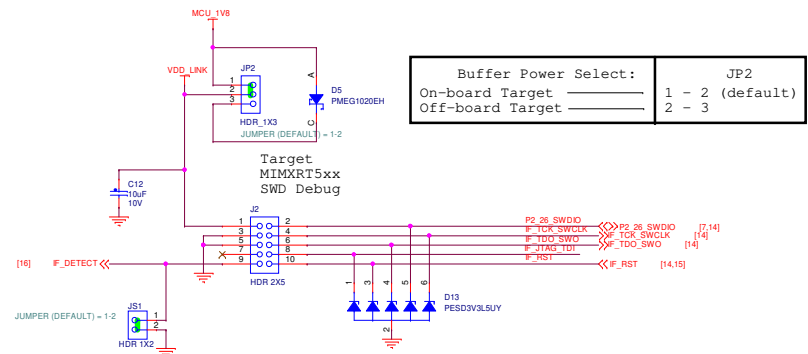 MCU_1V8
JP2
VDD_LINK
1
2
3
HDR_1X3
JUMPER (DEFAULT) = 1-2
A
C
D5
PMEG1020EH
Buffer Power Select: JP2
On-board Target 1 - 2 (default)
Off-board Target 2 - 3
Target
MIMXRT5xx
SWD Debug
C12
10uF
10V
J2
1 2
3 4
5 6
7 8
9 10
HDR 2X5
P2_26_SWDIO
IF_TCK_SWCLK
IF_TDO_SWO
IF_JTAG_TDI
IF_RST
P2_26_SWDIO [7,14]
IF_TCK_SWCLK [14]
IF_TDO_SWO [14]
IF_RST [14,15]
[16] IF_DETECT
JS1
JUMPER (DEFAULT) = 1-2
1
2
HDR 1X2
1 3 4 5 6
D13
PESD3V3L5UY
2